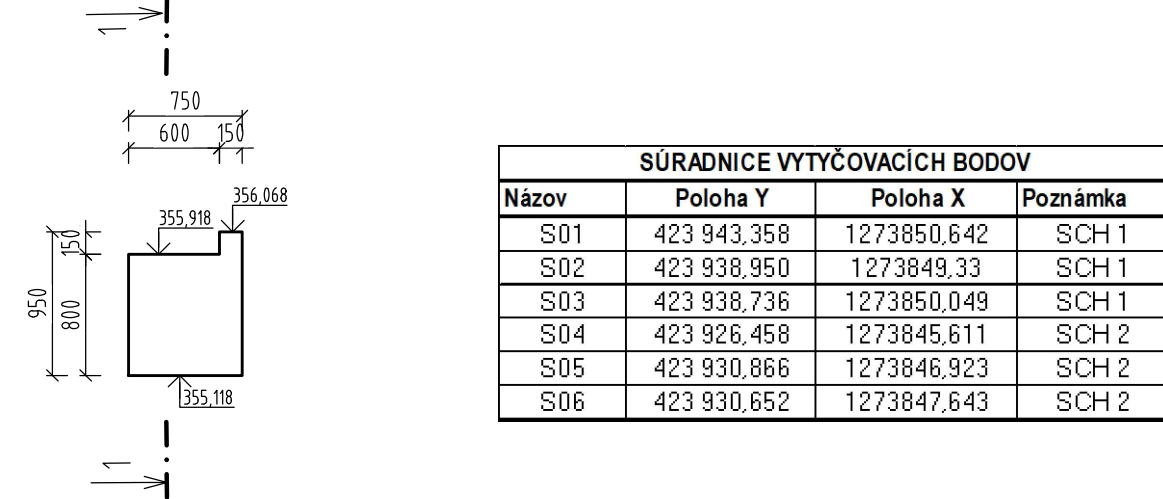 1
750
600 150
356,068
355,918
150
950
800
355,118
1
SÚRADNICE VYTYČOVACÍCH BODOV
Názov Poloha Y Poloha X Poznámka
S01 423 943,358 1273850,642 SCH 1
S02 423 938,950 1273849,33 SCH 1
S03 423 938,736 1273850,049 SCH 1
S04 423 926,458 1273845,611 SCH 2
S05 423 930,866 1273846,923 SCH 2
S06 423 930,652 1273847,643 SCH 2